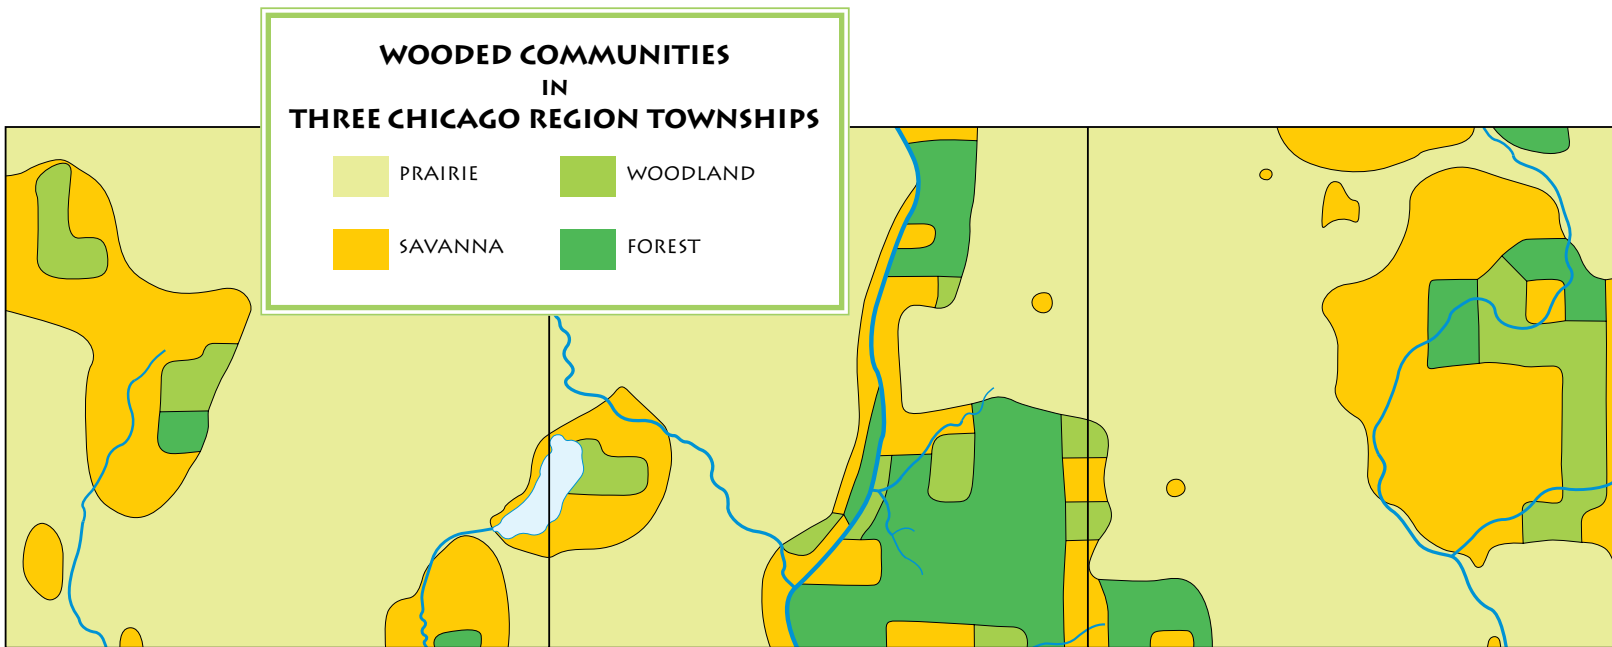 WOODED COMMUNITIES
IN
THREE CHICAGO REGION TOWNSHIPS
PRAIRIE
WOODLAND
SAVANNA
FOREST